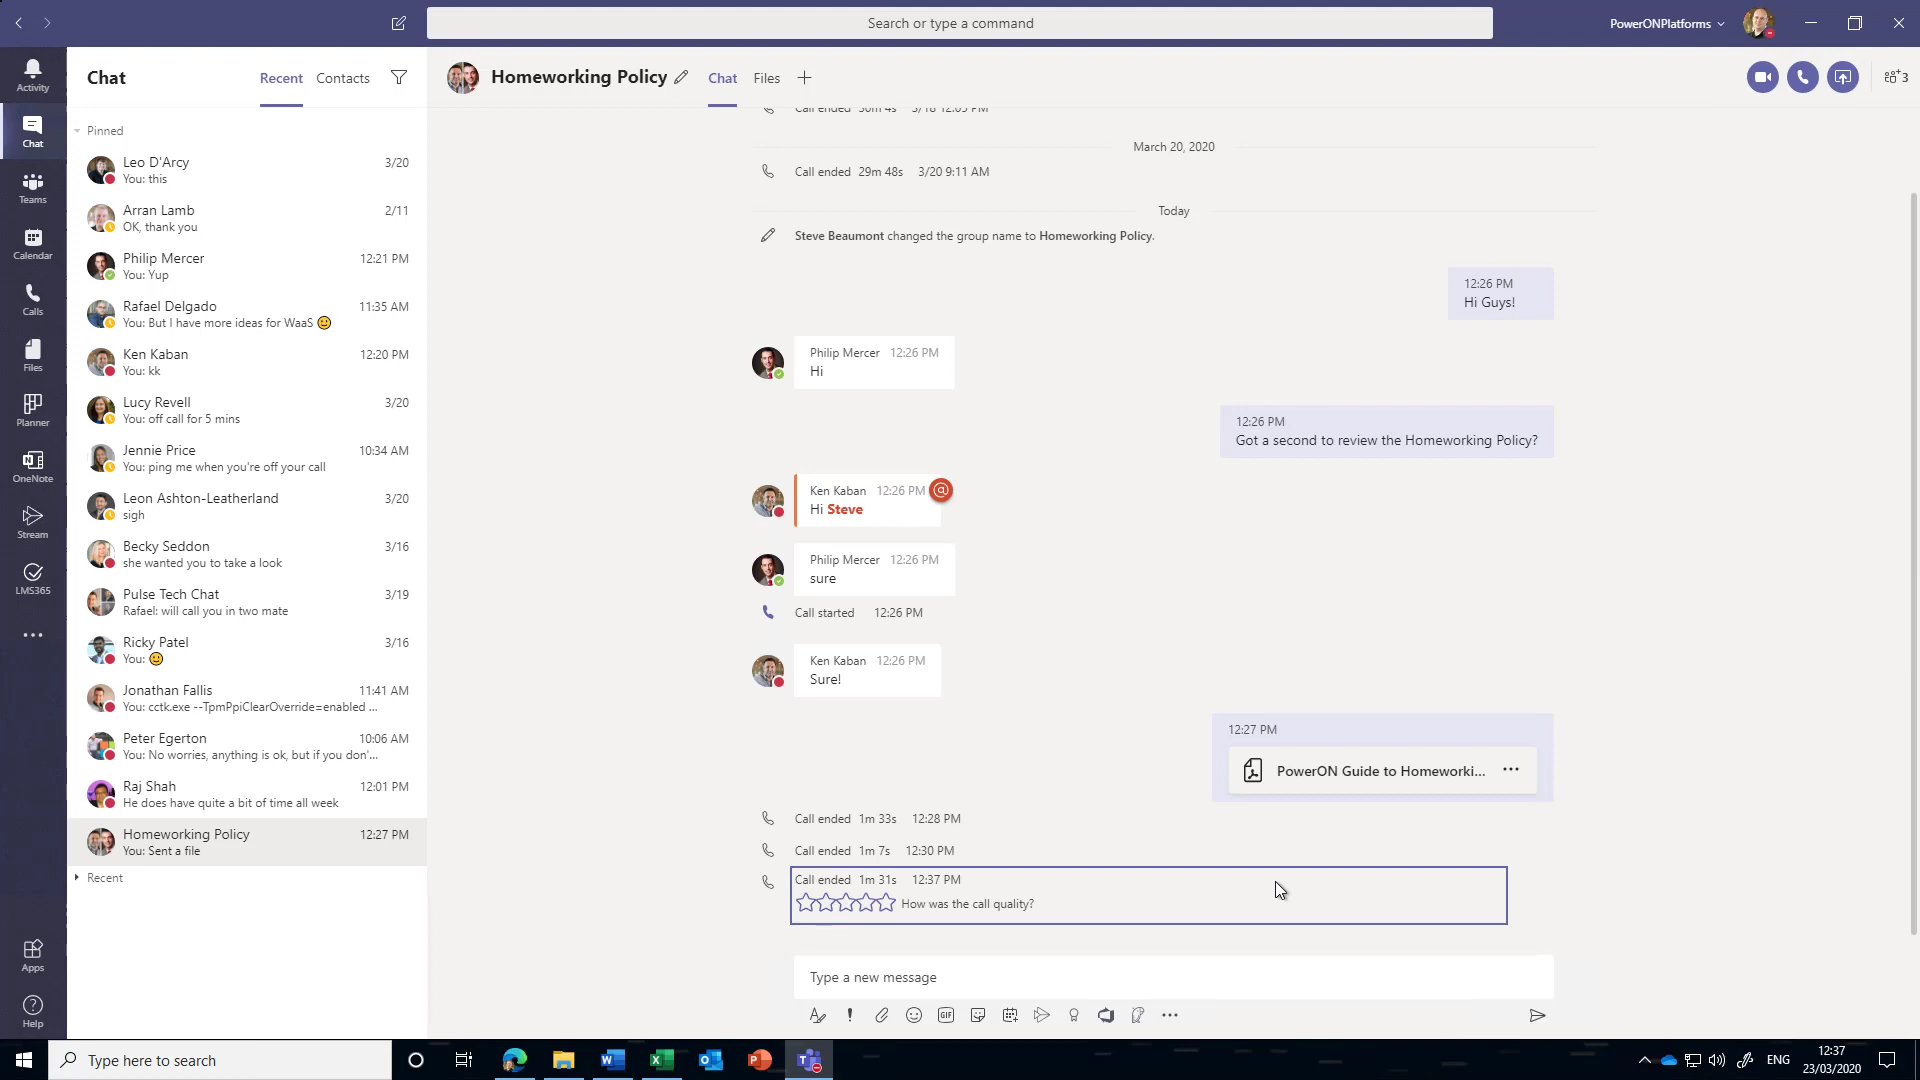 Search or type a command
PowerONPlatforms
Activity
Chat
Teams
Calendar
Calls
Files
Planner
OneNote
Stream
LMS365
Apps
Help
Chat
Recent
Contacts
Pinned
Leo D'Arcy 3/20
You: this
Arran Lamb 2/11
OK, thank you
Philip Mercer 12:21 PM
You: Yup
Rafael Delgado 11:35 AM
You: But I have more ideas for WaaS
Ken Kaban 12:20 PM
You: kk
Lucy Revell 3/20
You: off call for 5 mins
Jennie Price 10:34 AM
You: ping me when you're off your call
Leon Ashton-Leatherland 3/20
sigh
Becky Seddon 3/16
she wanted you to take a look
Pulse Tech Chat 3/19
Rafael: will call you in two mate
Ricky Patel 3/16
You:
Jonathan Fallis 11:41 AM
You: cctk.exe --TpmPpiClearOverride=enabled ...
Peter Egerton 10:06 AM
You: No worries, anything is ok, but if you don'...
Raj Shah 12:01 PM
He does have quite a bit of time all week
Homeworking Policy 12:27 PM
You: Sent a file
Recent
Homeworking Policy
Chat
Files
3
Call ended 30m 4s 3/18 12:05 PM
March 20, 2020
Call ended 29m 48s 3/20 9:11 AM
Today
Steve Beaumont changed the group name to Homeworking Policy.
12:26 PM
Hi Guys!
Philip Mercer 12:26 PM
Hi
12:26 PM
Got a second to review the Homeworking Policy?
Ken Kaban 12:26 PM @
Hi Steve
Philip Mercer 12:26 PM
sure
Call started 12:26 PM
Ken Kaban 12:26 PM
Sure!
12:27 PM
PowerON Guide to Homeworki... ...
Call ended 1m 33s 12:28 PM
Call ended 1m 7s 12:30 PM
Call ended 1m 31s 12:37 PM
How was the call quality?
Type a new message
GIF
Type here to search
ENG
12:37
23/03/2020